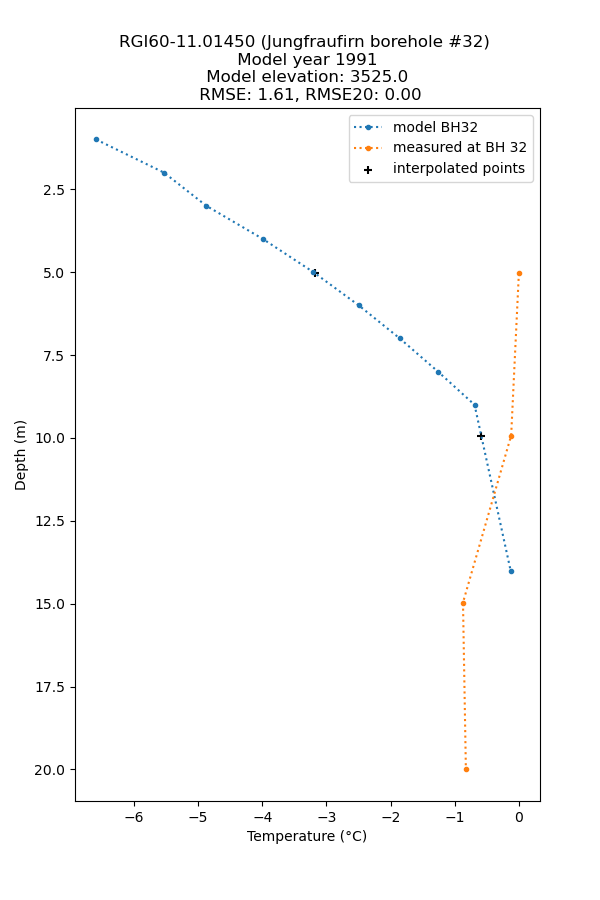 RGI60-11.01450 (Jungfraufirn borehole #32)
Model year 1991
Model elevation: 3525.0
RMSE: 1.61, RMSE20: 0.00
model BH32
measured at BH 32
interpolated points
2.5
5.0
7.5
10.0
12.5
15.0
17.5
20.0
Depth (m)
−6 −5 −4 −3 −2 −1 0
Temperature (°C)